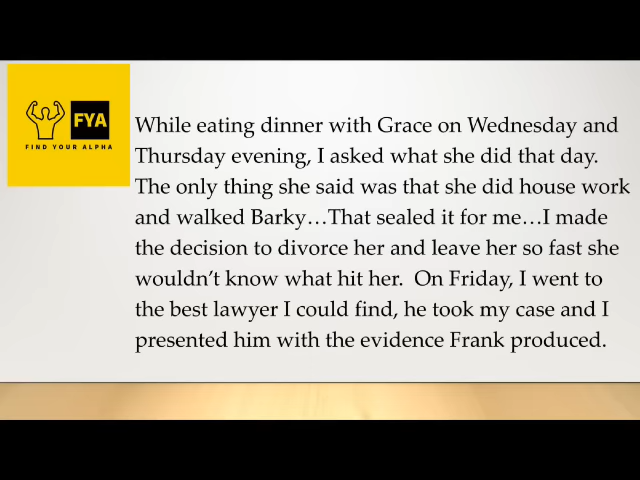 FYA
FIND YOUR ALPHA
While eating dinner with Grace on Wednesday and
Thursday evening, I asked what she did that day.
The only thing she said was that she did house work
and walked Barky…That sealed it for me…I made
the decision to divorce her and leave her so fast she
wouldn’t know what hit her.  On Friday, I went to
the best lawyer I could find, he took my case and I
presented him with the evidence Frank produced.